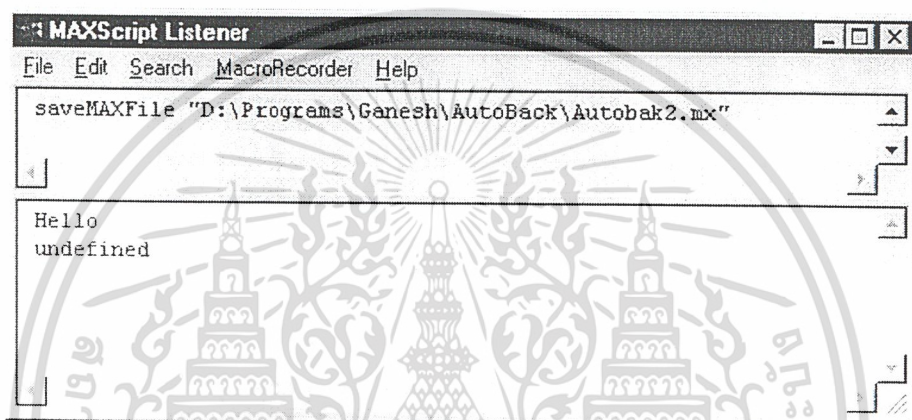 MAXScript Listener
File Edit Search MacroRecorder Help
saveMAXFile "D:\Programs\Ganesh\AutoBack\Autobak2.mx"
Hello
undefined